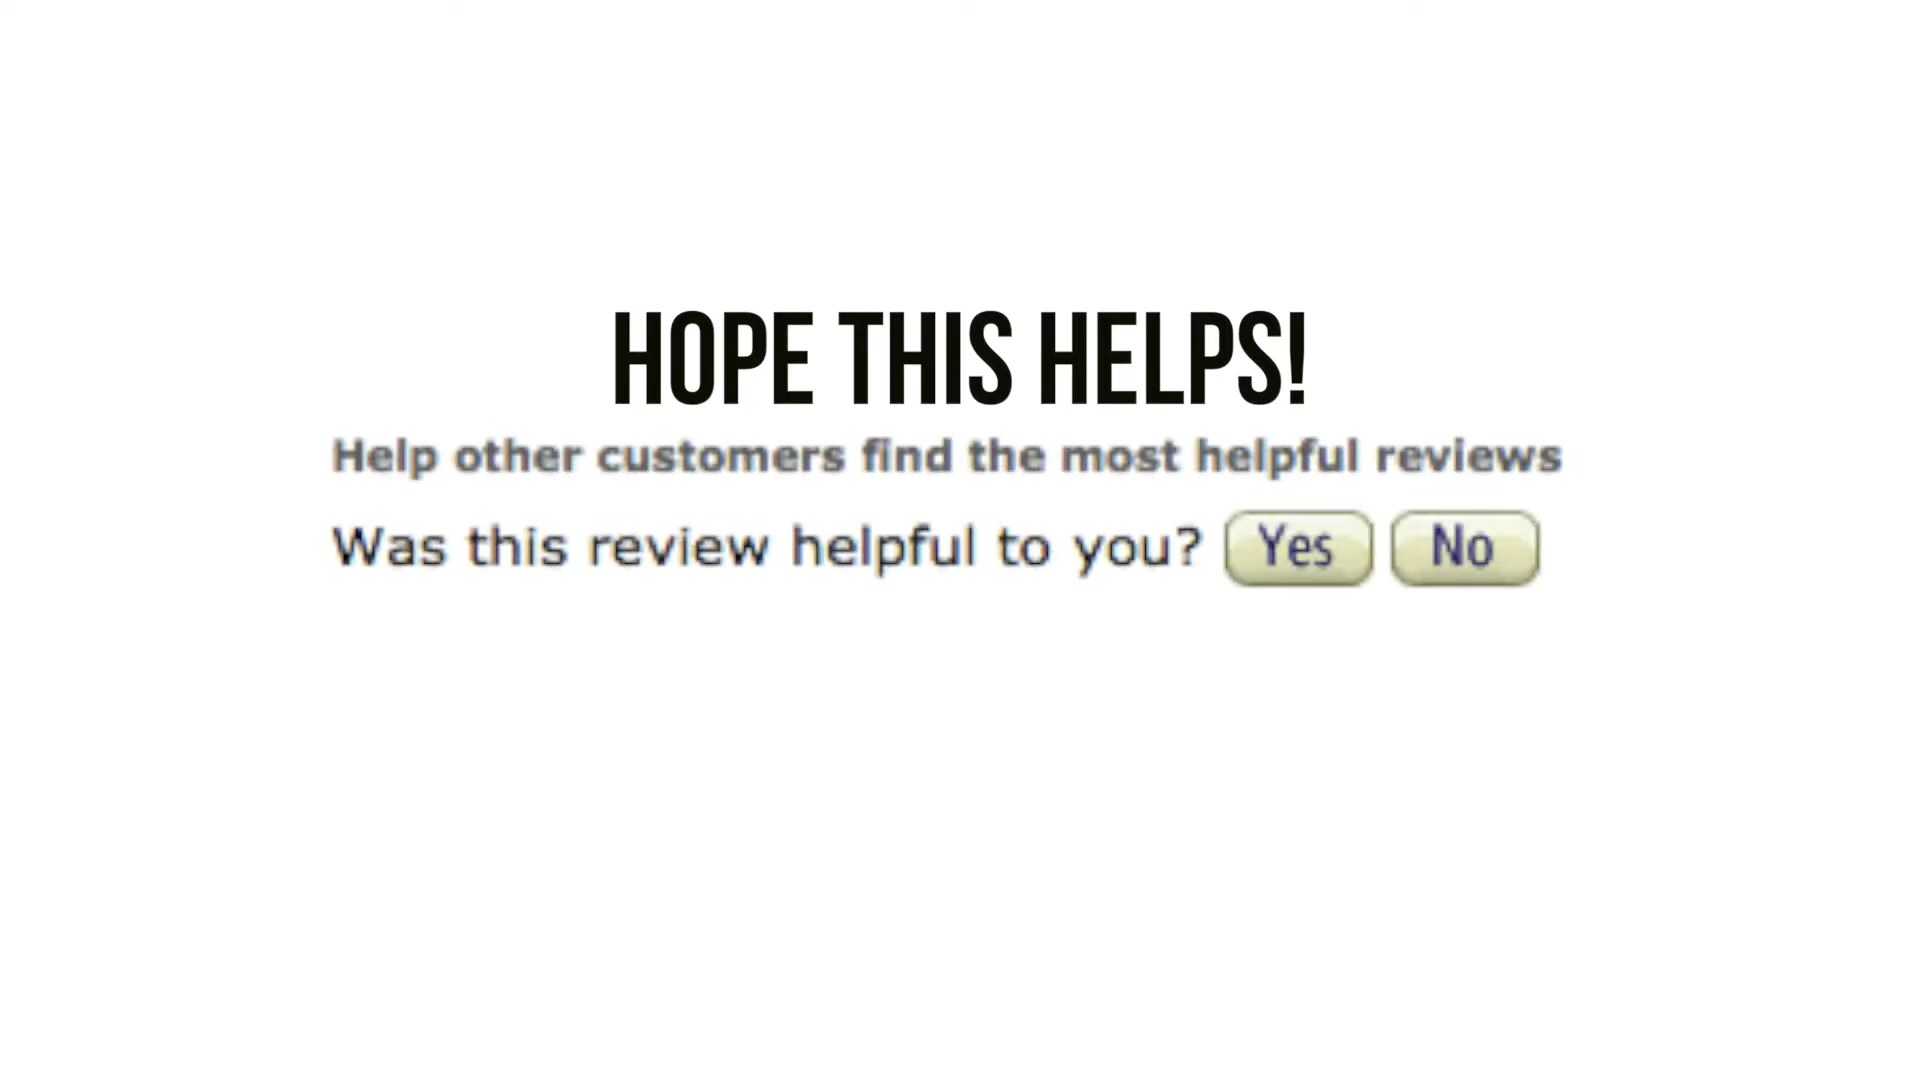 HOPE THIS HELPS!
Help other customers find the most helpful reviews
Was this review helpful to you? Yes No